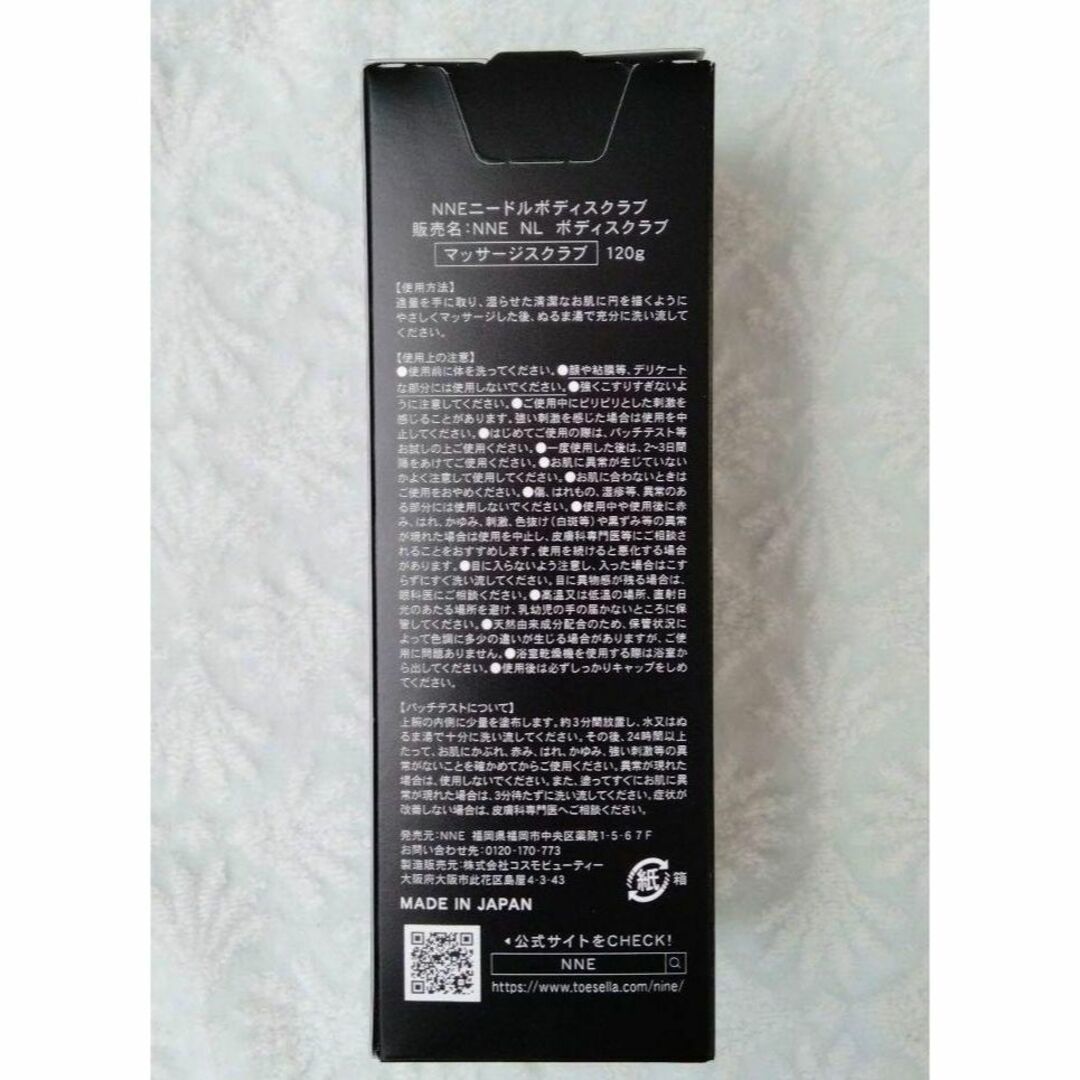 NNEニードルボディスクラブ
販売名：NNE NL ボディスクラブ
マッサージスクラブ 120g
【使用方法】
適量を手に取り、湿らせた清潔なお肌に円を描くように
やさしくマッサージした後、ぬるま湯で充分に洗い流して
ください。
【使用上の注意】
●使用前に体を洗ってください。●顔や粘膜等、デリケート
な部分には使用しないでください。●強くこすりすぎないよ
うに注意してください。●ご使用中にピリピリとした刺激を
感じることがあります。強い刺激を感じた場合は使用を中
止してください。●はじめてご使用の際は、パッチテスト等
お試しの上ご使用ください。●一度使用した後は、2〜3日間
隔をあけてご使用ください。●お肌に異常が生じていない
かよく注意して使用してください。●お肌に合わないときは
ご使用をおやめください。●傷、はれもの、湿疹等、異常のあ
る部分には使用しないでください。●使用中や使用後に赤
み、はれ、かゆみ、刺激、色抜け（白斑等）や黒ずみ等の異常
が現れた場合は使用を中止し、皮膚科専門医等にご相談さ
れることをおすすめします。使用を続けると悪化する場合
があります。●目に入らないよう注意し、入った場合はこす
らずにすぐ洗い流してください。目に異物感が残る場合は、
眼科医にご相談ください。●高温又は低温の場所、直射日
光のあたる場所を避け、乳幼児の手の届かないところに保
管してください。●天然由来成分配合のため、保管状況に
よって色調に多少の違いが生じる場合がありますが、ご使
用に問題ありません。●浴室乾燥機を使用する際は浴室か
ら出してください。●使用後は必ずしっかりキャップをしめ
てください。
【パッチテストについて】
上腕の内側に少量を塗布します。約3分間放置し、水又はぬ
るま湯で十分に洗い流してください。その後、24時間以上
たって、お肌にかぶれ、赤み、はれ、かゆみ、強い刺激等の異
常がないことを確かめてからご使用ください。異常が現れた
場合は、使用しないでください。また、塗ってすぐにお肌に異
常が現れた場合は、3分待たずに洗い流してください。症状が
改善しない場合は、皮膚科専門医へご相談ください。
発売元：NNE 福岡県福岡市中央区薬院1-5-6 7F
お問い合わせ先：0120-170-773
製造販売元：株式会社コスモビューティー
大阪府大阪市此花区島屋4-3-43
紙 箱
MADE IN JAPAN
◀公式サイトをCHECK!
NNE
https://www.toesella.com/nine/